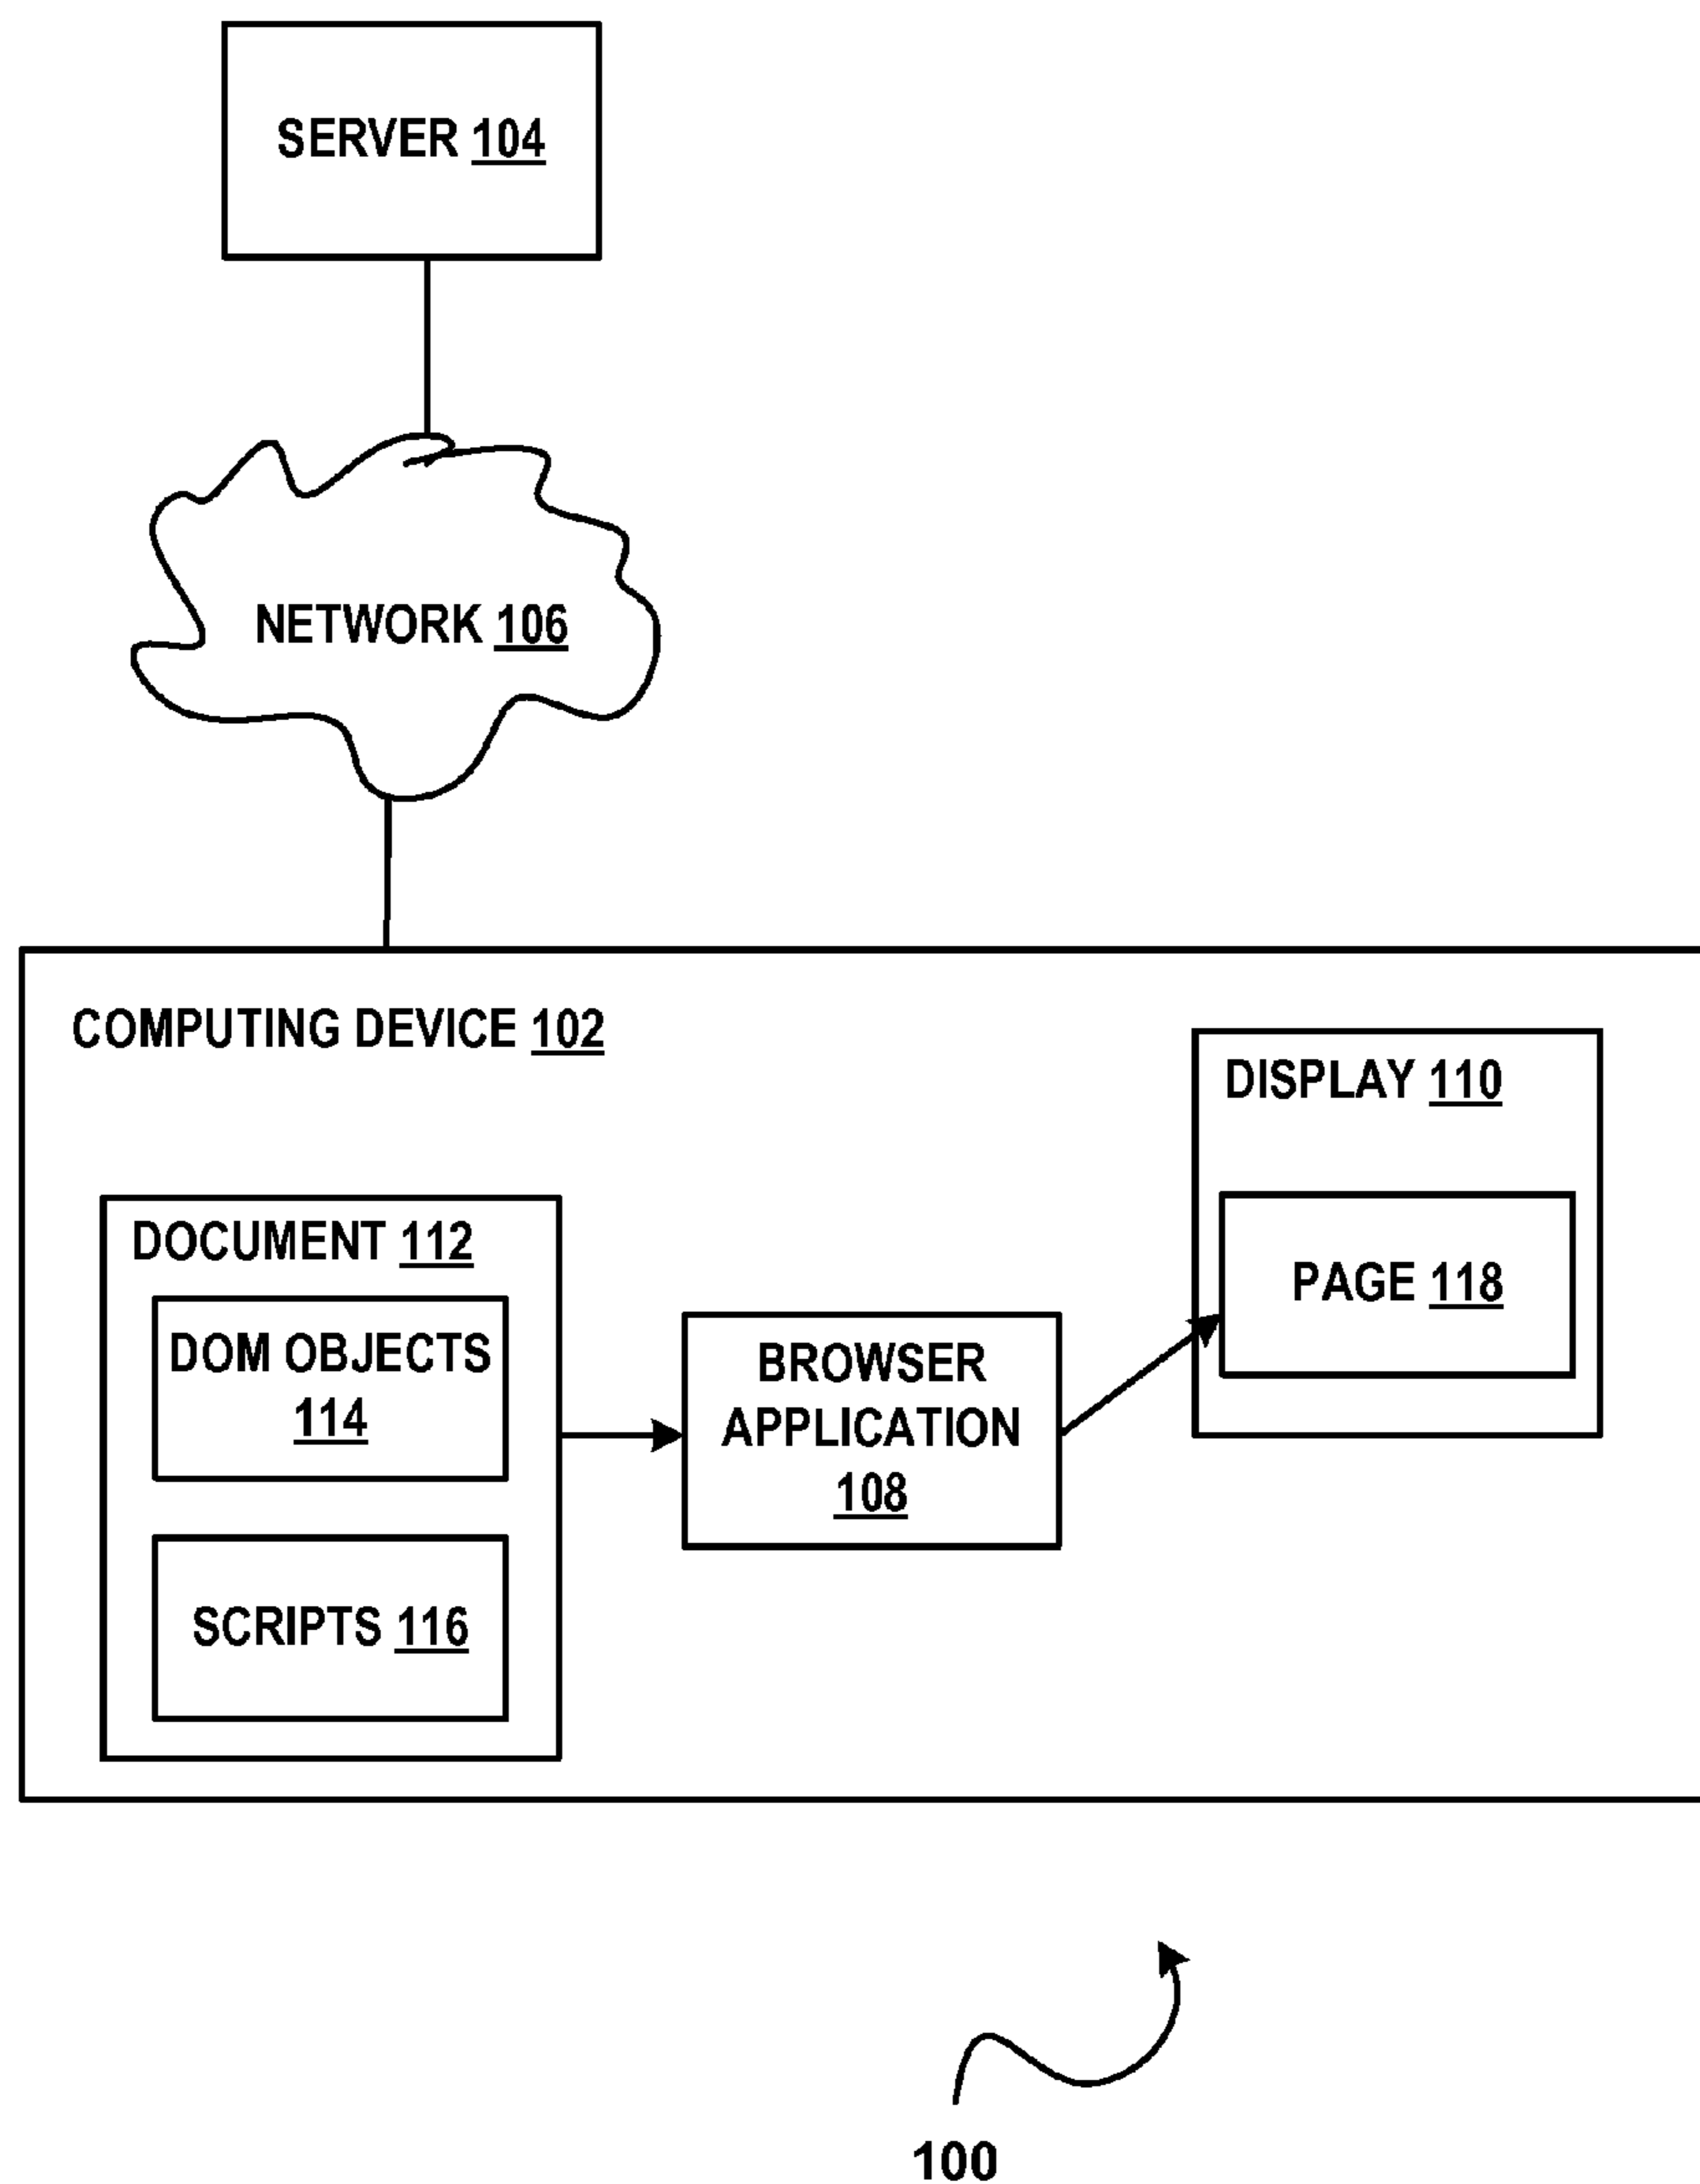 SERVER 104
NETWORK 106
COMPUTING DEVICE 102
DISPLAY 110
DOCUMENT 112
PAGE 118
DOM OBJECTS
114
BROWSER
APPLICATION
108
SCRIPTS 116
100